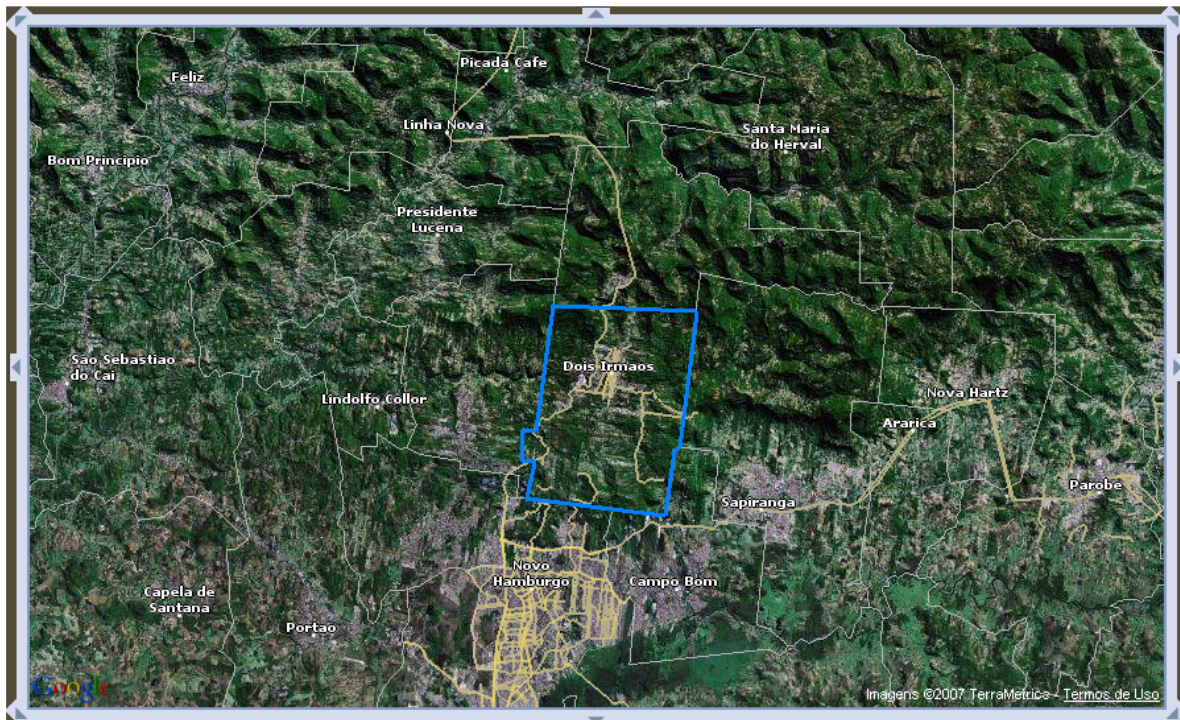 Picada Cafe
Feliz
Linha Nova
Santa Maria
do Herval
Bom Principio
Presidente
Lucena
Sao Sebastiao
do Cai
Dois Irmaos
Lindolfo Collor
Nova Hartz
Ararica
Parobe
Sapiranga
Novo
Hamburgo
Campo Bom
Capela de
Santana
Portao
Google
Imagens ©2007 TerraMetrics - Termos de Uso